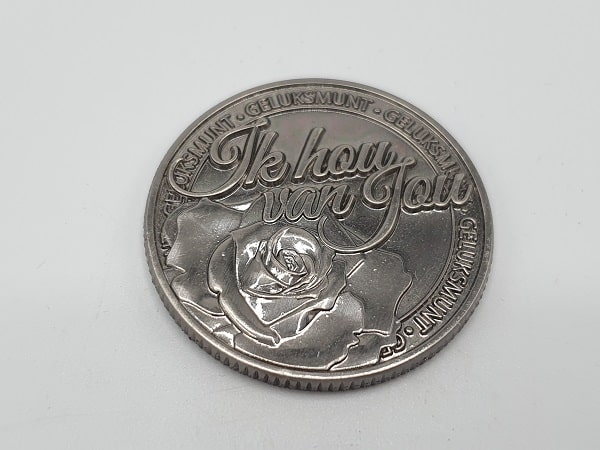 GELUKSMUNT · GELUKSMUNT · GELUKSMUNT · GELUKSMUNT
Ik hou
van Jou